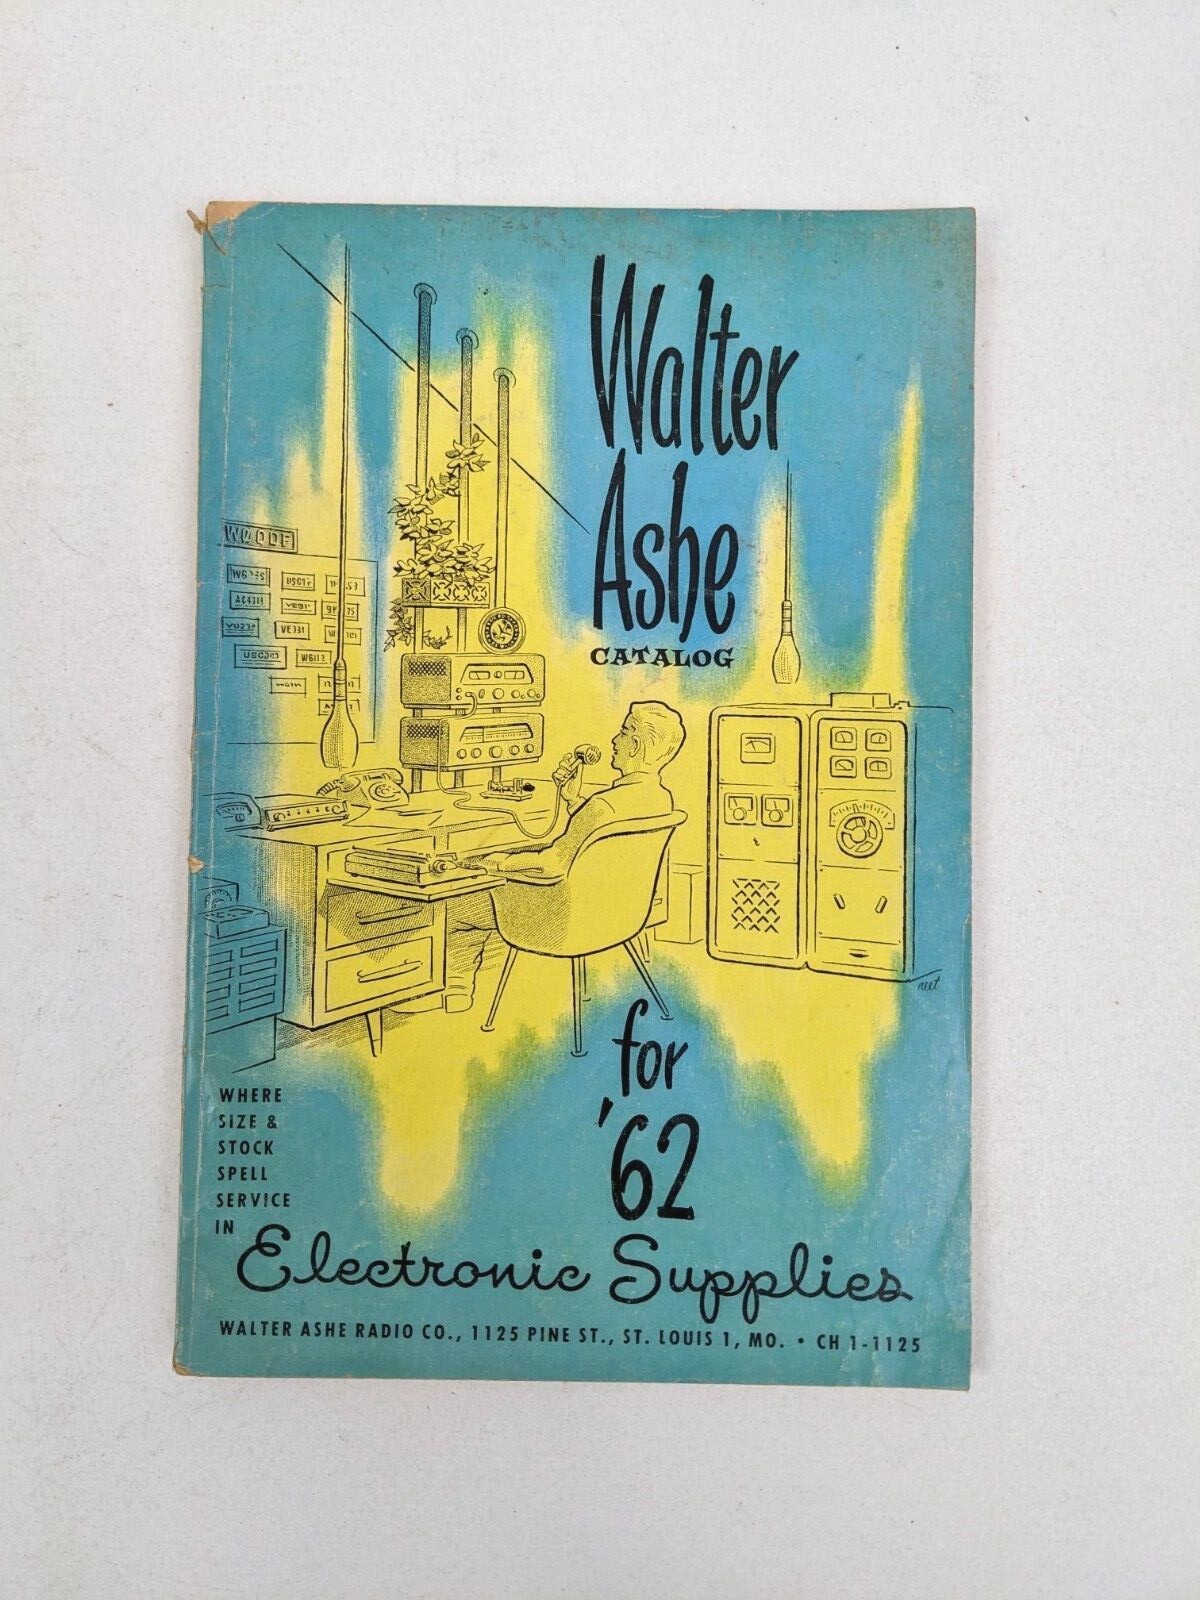 Walter
Ashe
CATALOG
WØODF
for
'62
WHERE
SIZE &
STOCK
SPELL
SERVICE
IN
Electronic Supplies
WALTER ASHE RADIO CO., 1125 PINE ST., ST. LOUIS 1, MO. • CH 1-1125